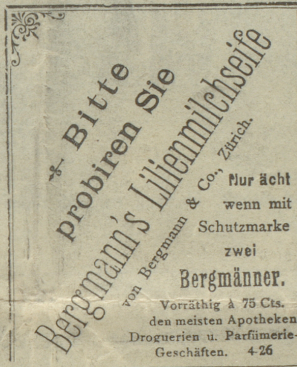 Bitte
probiren Sie
Bergmann's Lilienmilchseife
von Bergmann & Co., Zürich.
Nur ächt
wenn mit
Schutzmarke
zwei
Bergmänner.
Vorräthig à 75 Cts.
den meisten Apotheken
Droguerien u. Parfümerie-
Geschäften. 4-26